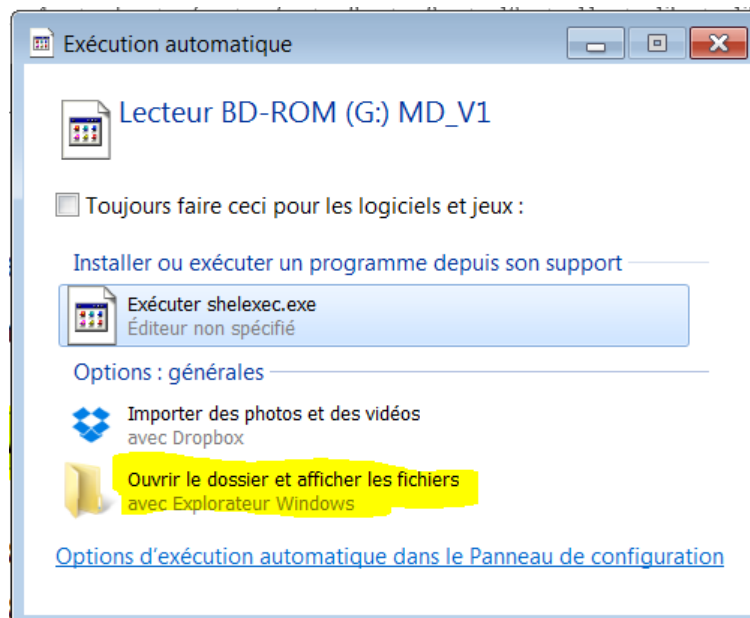 Exécution automatique
Lecteur BD-ROM (G:) MD_V1
Toujours faire ceci pour les logiciels et jeux :
Installer ou exécuter un programme depuis son support
Exécuter shelexec.exe
Éditeur non spécifié
Options : générales
Importer des photos et des vidéos
avec Dropbox
Ouvrir le dossier et afficher les fichiers
avec Explorateur Windows
Options d'exécution automatique dans le Panneau de configuration